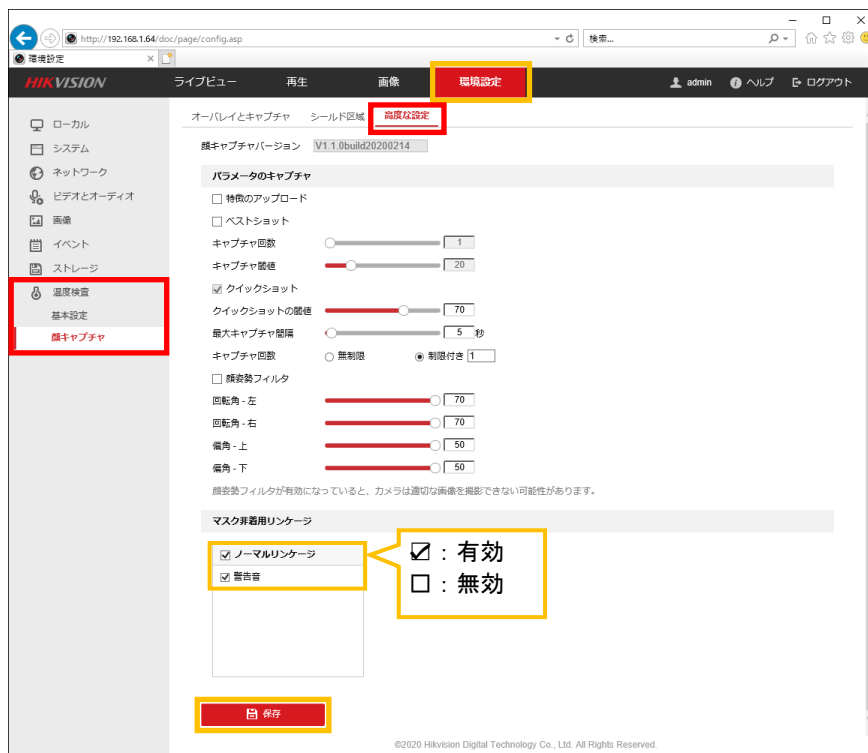 http://192.168.1.64/doc/page/config.asp
検索...
環境設定
HIKVISION ライブビュー 再生 画像 環境設定 admin ヘルプ ログアウト
ローカル
システム
ネットワーク
ビデオとオーディオ
画像
イベント
ストレージ
温度検査
基本設定
顔キャプチャ
オーバレイとキャプチャ シールド区域 高度な設定
顔キャプチャバージョン V1.1.0build20200214
パラメータのキャプチャ
特徴のアップロード
ベストショット
キャプチャ回数 1
キャプチャ閾値 20
クイックショット
クイックショットの閾値 70
最大キャプチャ間隔 5 秒
キャプチャ回数 無制限 制限付き 1
顔姿勢フィルタ
回転角 - 左 70
回転角 - 右 70
偏角 - 上 50
偏角 - 下 50
顔姿勢フィルタが有効になっていると、カメラは適切な画像を撮影できない可能性があります。
マスク非着用リンケージ
ノーマルリンケージ
警告音
☑：有効
☐：無効
保存
©2020 Hikvision Digital Technology Co., Ltd. All Rights Reserved.